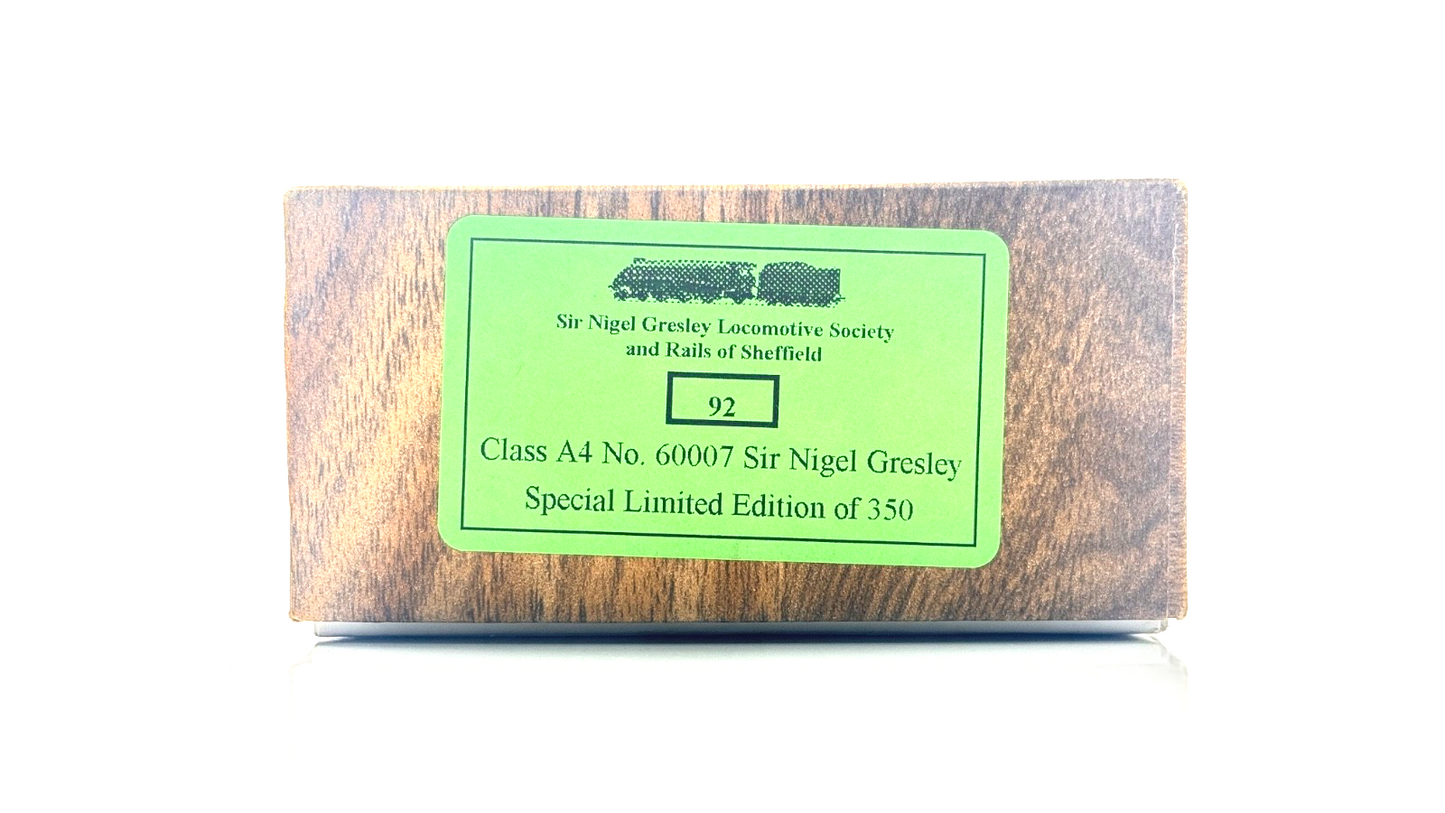 Sir Nigel Gresley Locomotive Society
and Rails of Sheffield
92
Class A4 No. 60007 Sir Nigel Gresley
Special Limited Edition of 350